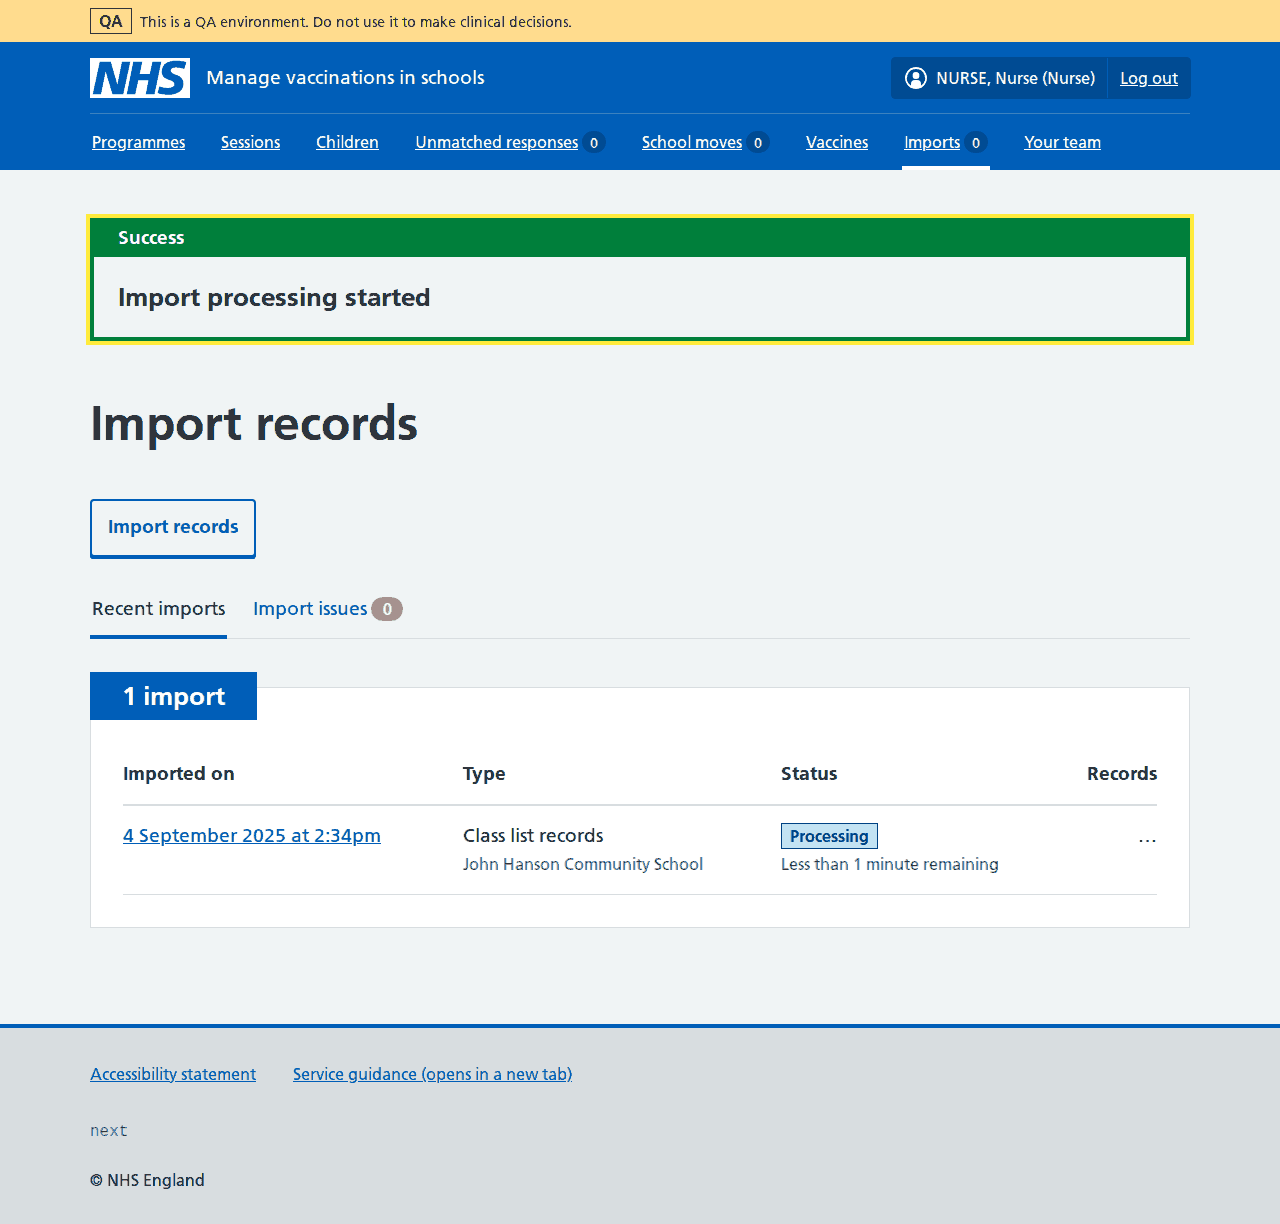 QA This is a QA environment. Do not use it to make clinical decisions.
NHS Manage vaccinations in schools NURSE, Nurse (Nurse) Log out
Programmes Sessions Children Unmatched responses 0 School moves 0 Vaccines Imports 0 Your team
Success
Import processing started
Import records
Import records
Recent imports Import issues 0
1 import
Imported on Type Status Records
4 September 2025 at 2:34pm Class list records Processing …
John Hanson Community School Less than 1 minute remaining
Accessibility statement Service guidance (opens in a new tab)
next
© NHS England